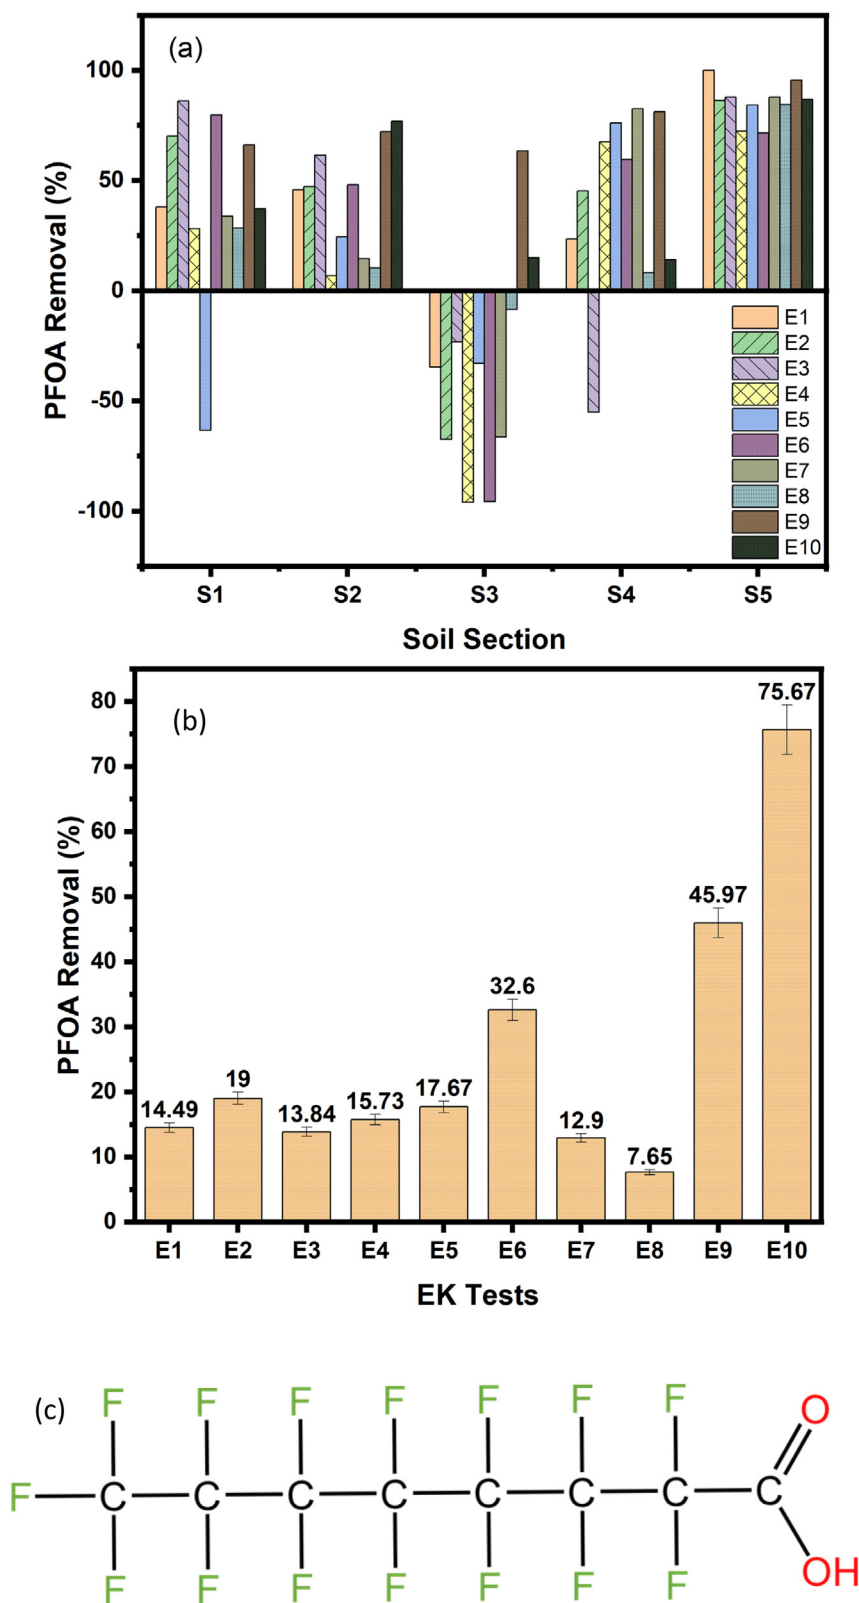 (a)
PFOA Removal (%)
100
50
0
-50
-100
E1
E2
E3
E4
E5
E6
E7
E8
E9
E10
S1 S2 S3 S4 S5
Soil Section
(b)
PFOA Removal (%)
80
70
60
50
40
30
20
10
0
14.49
19
13.84
15.73
17.67
32.6
12.9
7.65
45.97
75.67
E1 E2 E3 E4 E5 E6 E7 E8 E9 E10
EK Tests
(c)
F F F F F F F O
F C C C C C C C C
F F F F F F F OH